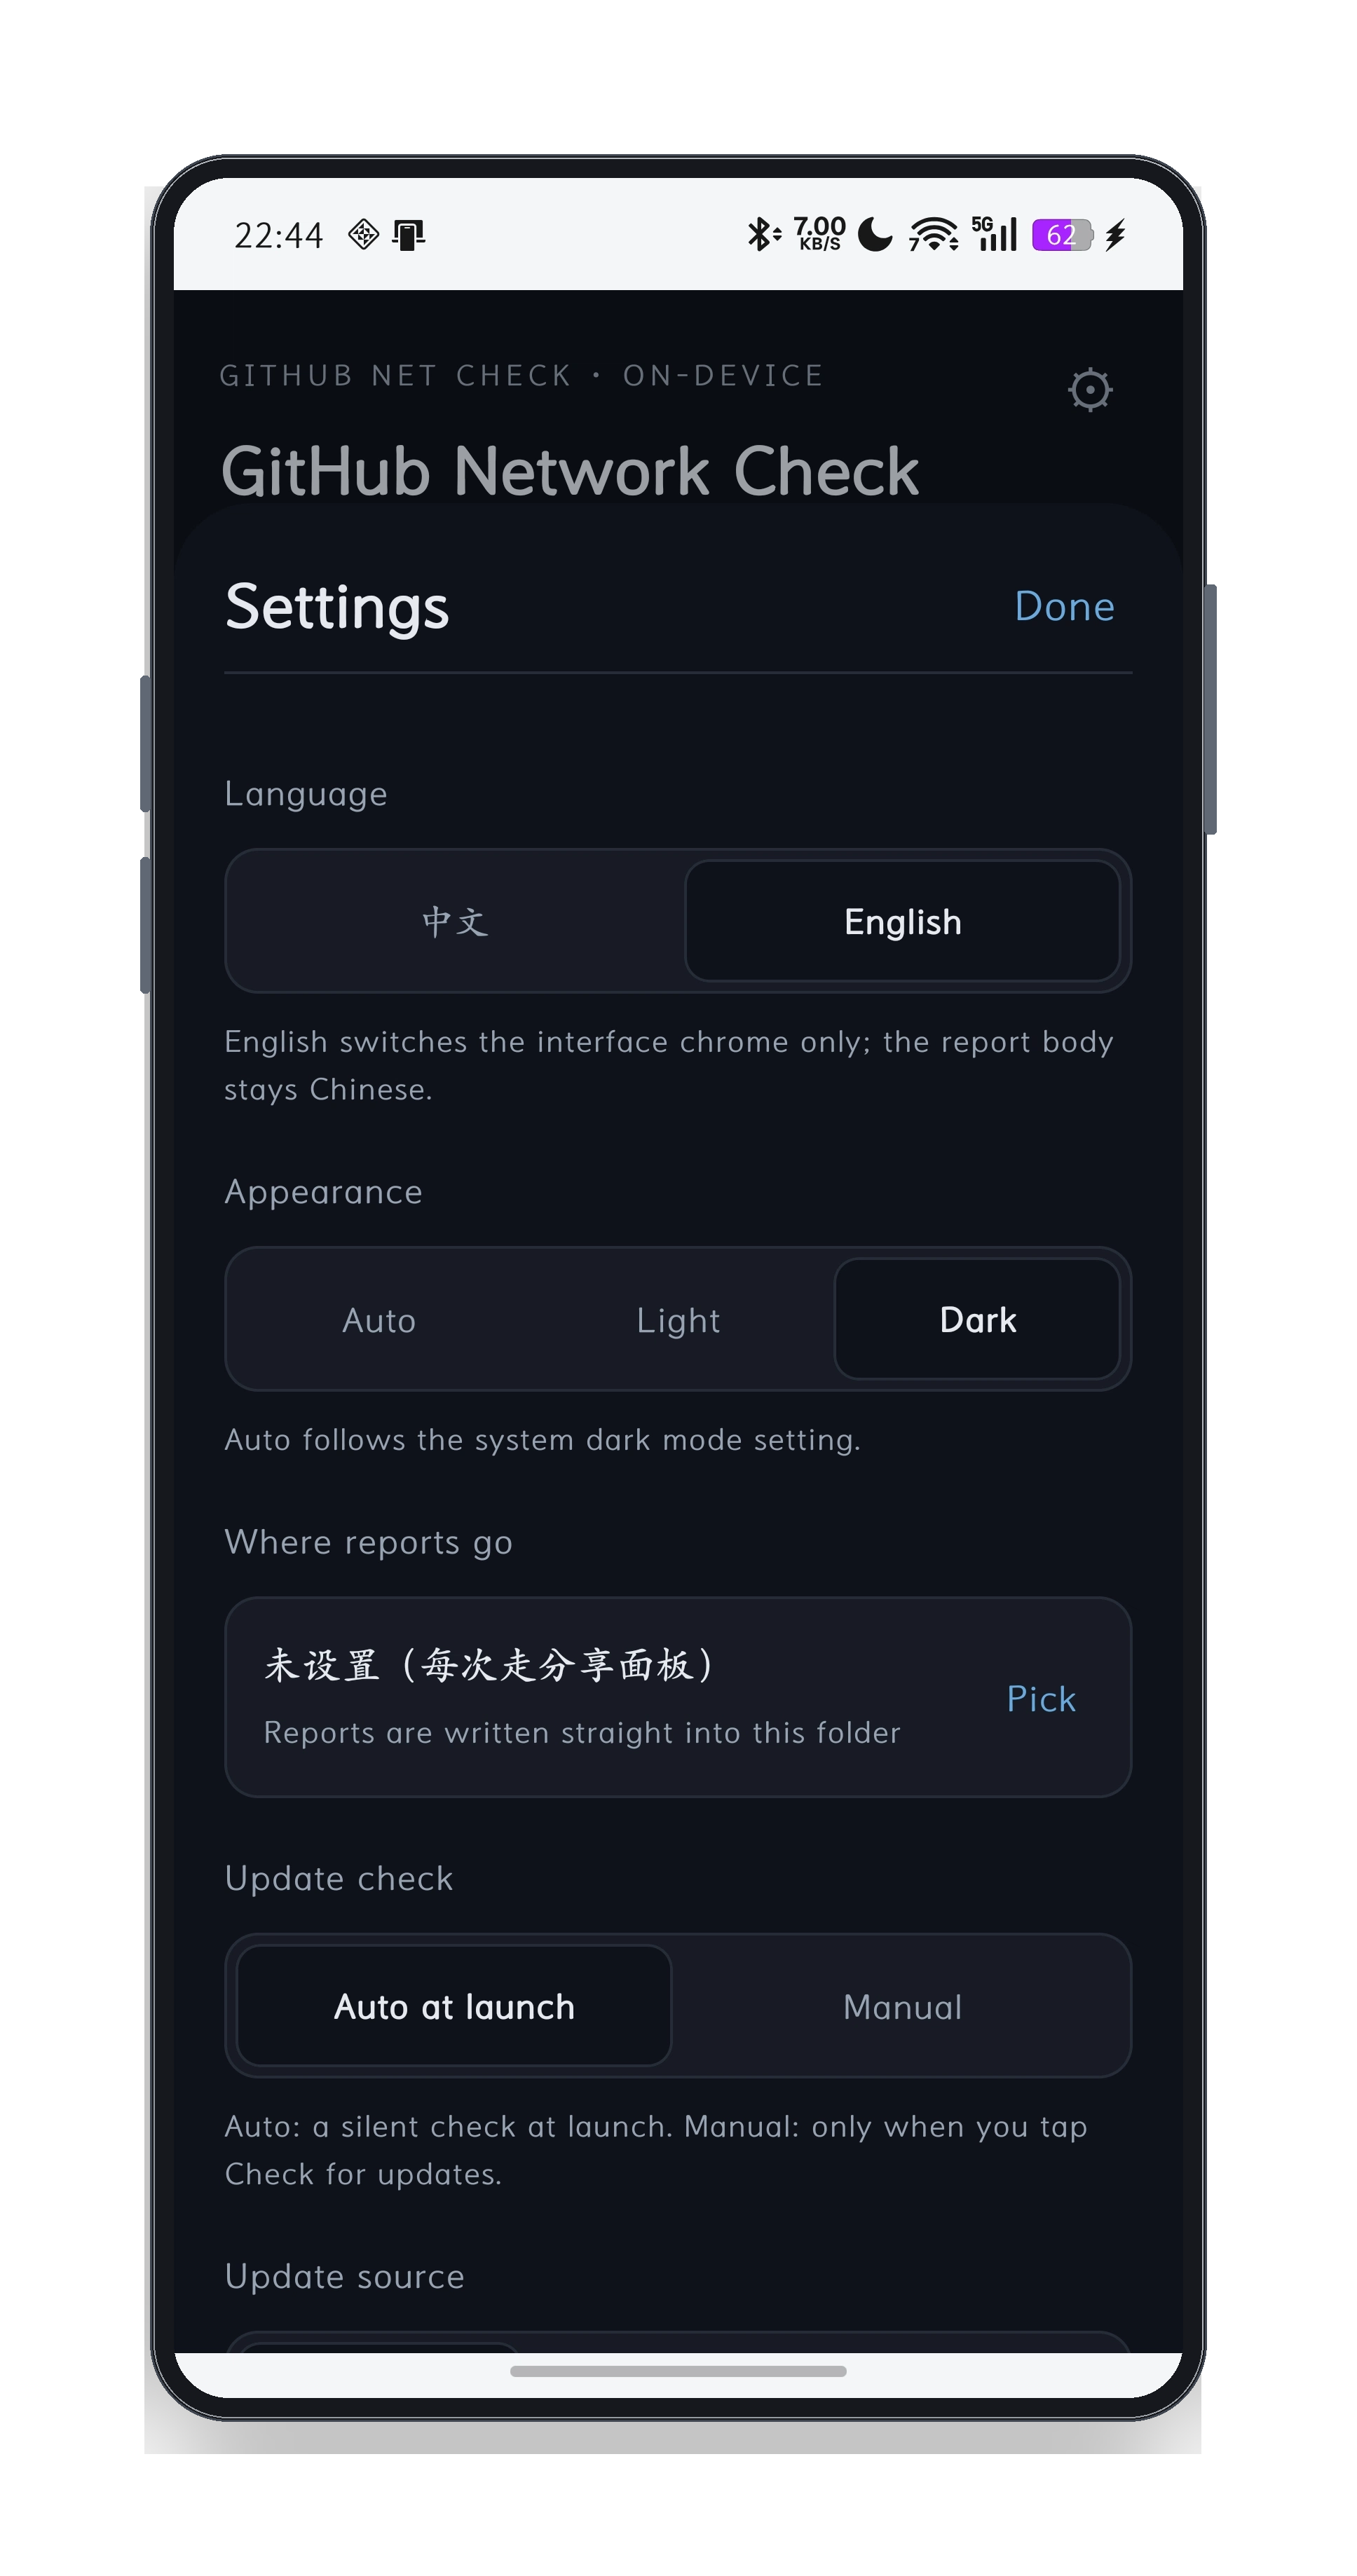 22:44
7.00
KB/S
7
5G
62
GITHUB NET CHECK · ON-DEVICE
GitHub Network Check
Settings
Done
Language
中文
English
English switches the interface chrome only; the report body
stays Chinese.
Appearance
Auto
Light
Dark
Auto follows the system dark mode setting.
Where reports go
未设置（每次走分享面板）
Reports are written straight into this folder
Pick
Update check
Auto at launch
Manual
Auto: a silent check at launch. Manual: only when you tap
Check for updates.
Update source